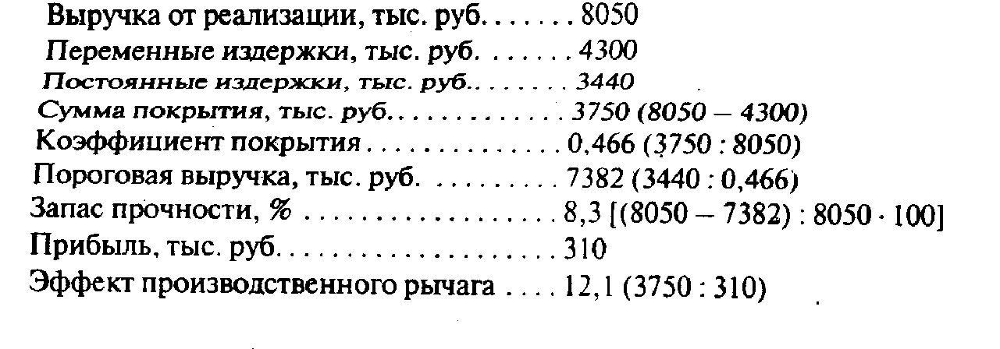 Выручка от реализации, тыс. руб.......8050
Переменные издержки, тыс. руб. .......4300
Постоянные издержки, тыс. руб.........3440
Сумма покрытия, тыс. руб..............3750 (8050 – 4300)
Коэффициент покрытия..............0,466 (3750 : 8050)
Пороговая выручка, тыс. руб. .........7382 (3440 : 0,466)
Запас прочности, % ..................8,3 [(8050 – 7382) : 8050 · 100]
Прибыль, тыс. руб.....................310
Эффект производственного рычага ....12,1 (3750 : 310)